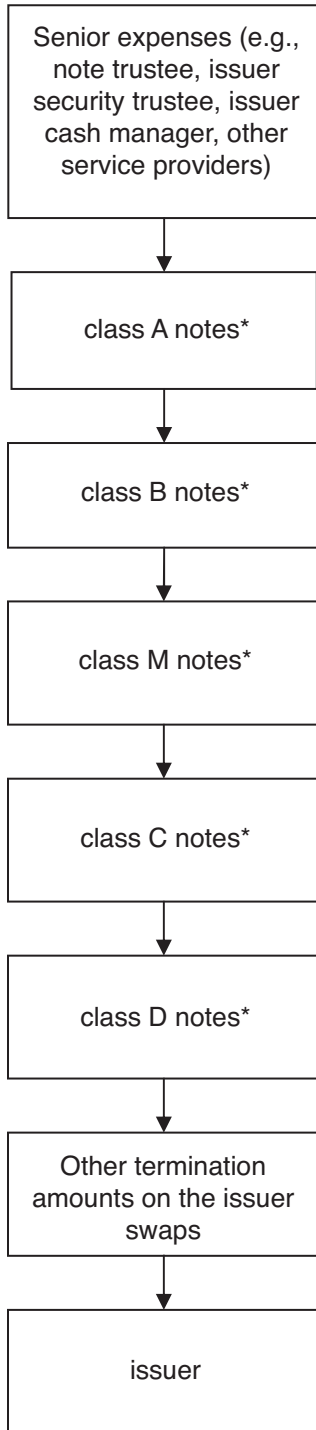 Senior expenses (e.g.,
note trustee, issuer
security trustee, issuer
cash manager, other
service providers)
class A notes*
class B notes*
class M notes*
class C notes*
class D notes*
Other termination
amounts on the issuer
swaps
issuer